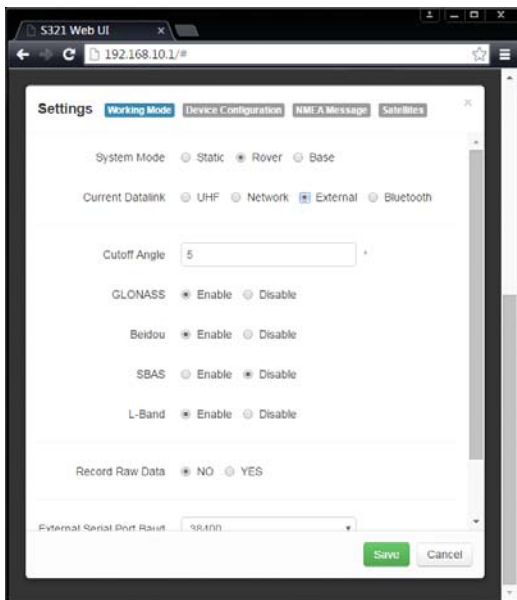 S321 Web UI x
192.168.10.1/#
Settings Working Mode Device Configuration NMEA Message Satellites ×
System Mode Static Rover Base
Current Datalink UHF Network External Bluetooth
Cutoff Angle 5 °
GLONASS Enable Disable
Beidou Enable Disable
SBAS Enable Disable
L-Band Enable Disable
Record Raw Data NO YES
External Serial Port Baud 38400
Save Cancel